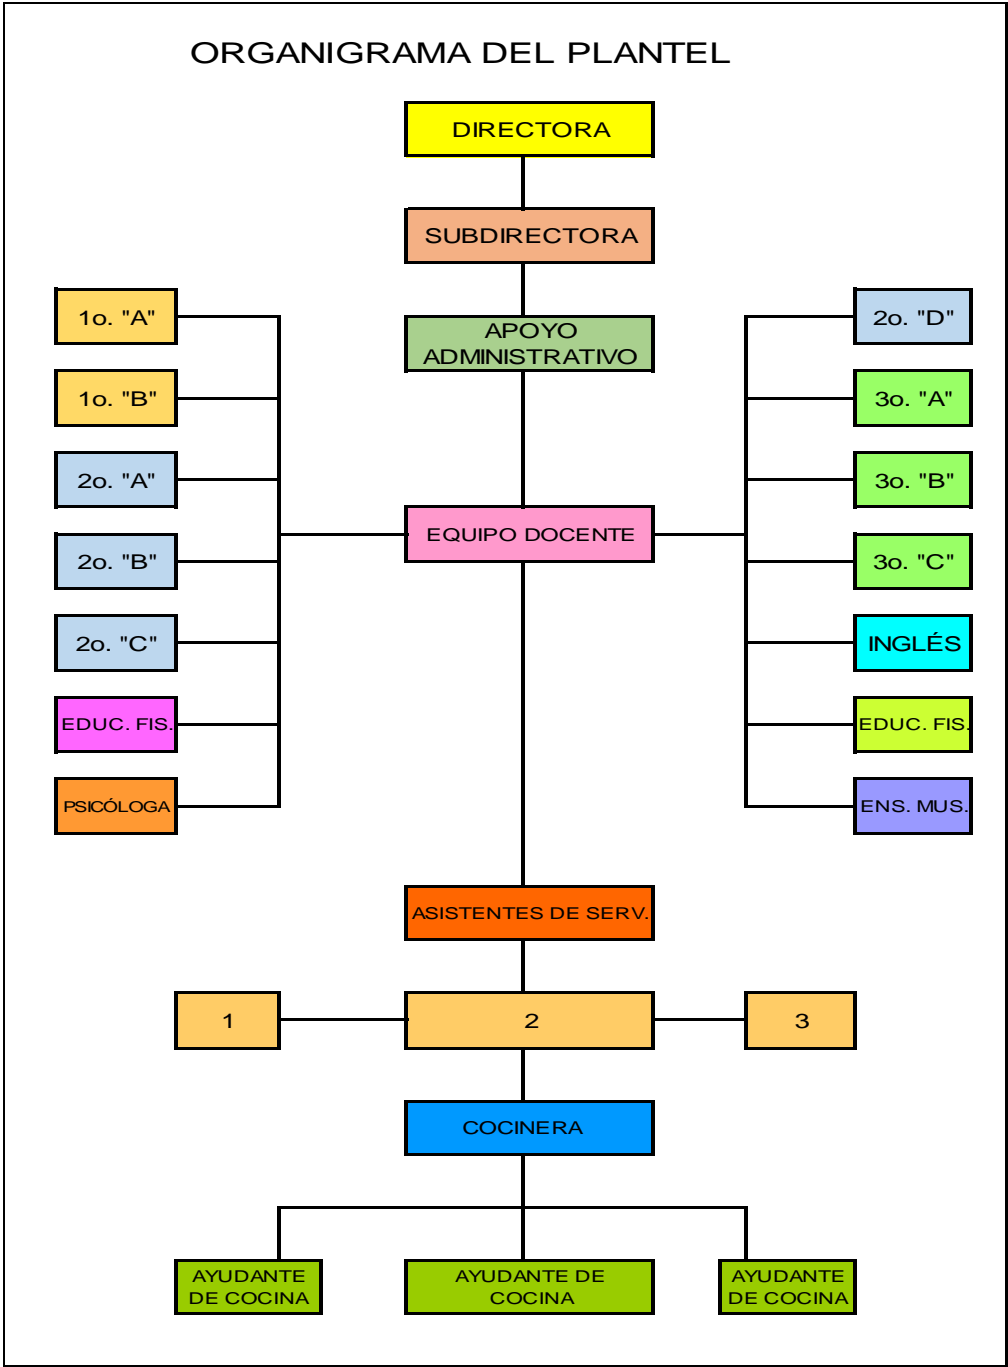 ORGANIGRAMA DEL PLANTEL
DIRECTORA
SUBDIRECTORA
1o. "A"
APOYO
ADMINISTRATIVO
2o. "D"
1o. "B"
3o. "A"
2o. "A"
3o. "B"
EQUIPO DOCENTE
2o. "B"
3o. "C"
2o. "C"
INGLÉS
EDUC. FIS.
EDUC. FIS.
PSICÓLOGA
ENS. MUS.
ASISTENTES DE SERV.
1
2
3
COCINERA
AYUDANTE
DE COCINA
AYUDANTE DE
COCINA
AYUDANTE
DE COCINA